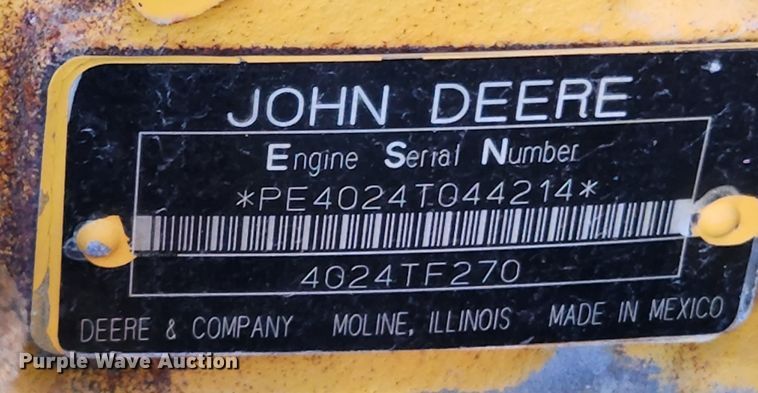 JOHN DEERE
Engine Serial Number
*PE4024T044214*
4024TF270
DEERE & COMPANY MOLINE, ILLINOIS MADE IN MEXICO
Purple Wave Auction